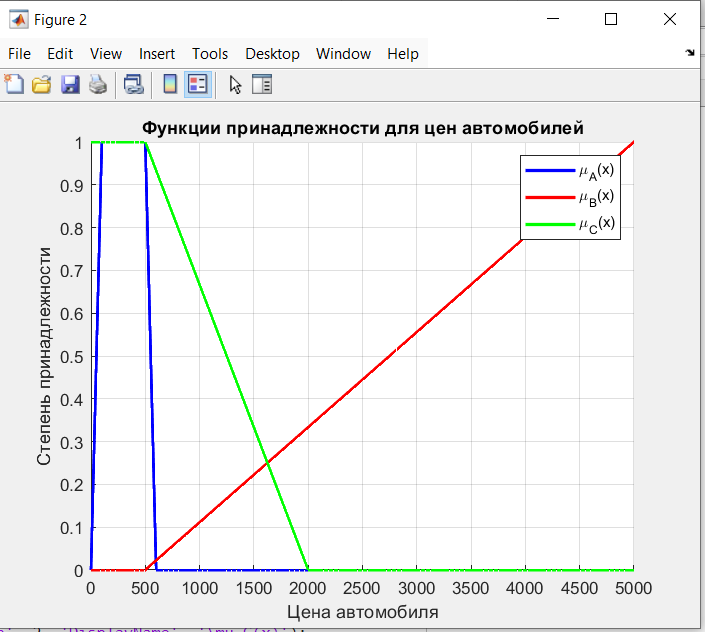 Figure 2
File Edit View Insert Tools Desktop Window Help
Функции принадлежности для цен автомобилей
1
0.9
0.8
0.7
0.6
0.5
0.4
0.3
0.2
0.1
0
Степень принадлежности
μA(x)
μB(x)
μC(x)
0 500 1000 1500 2000 2500 3000 3500 4000 4500 5000
Цена автомобиля